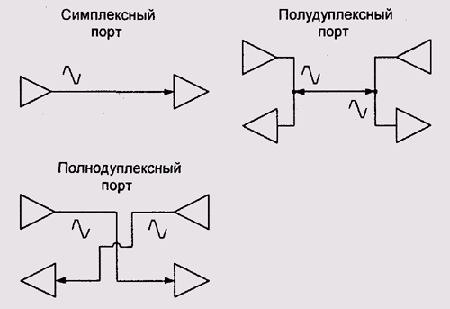 Симплексный
порт
Полудуплексный
порт
Полнодуплексный
порт